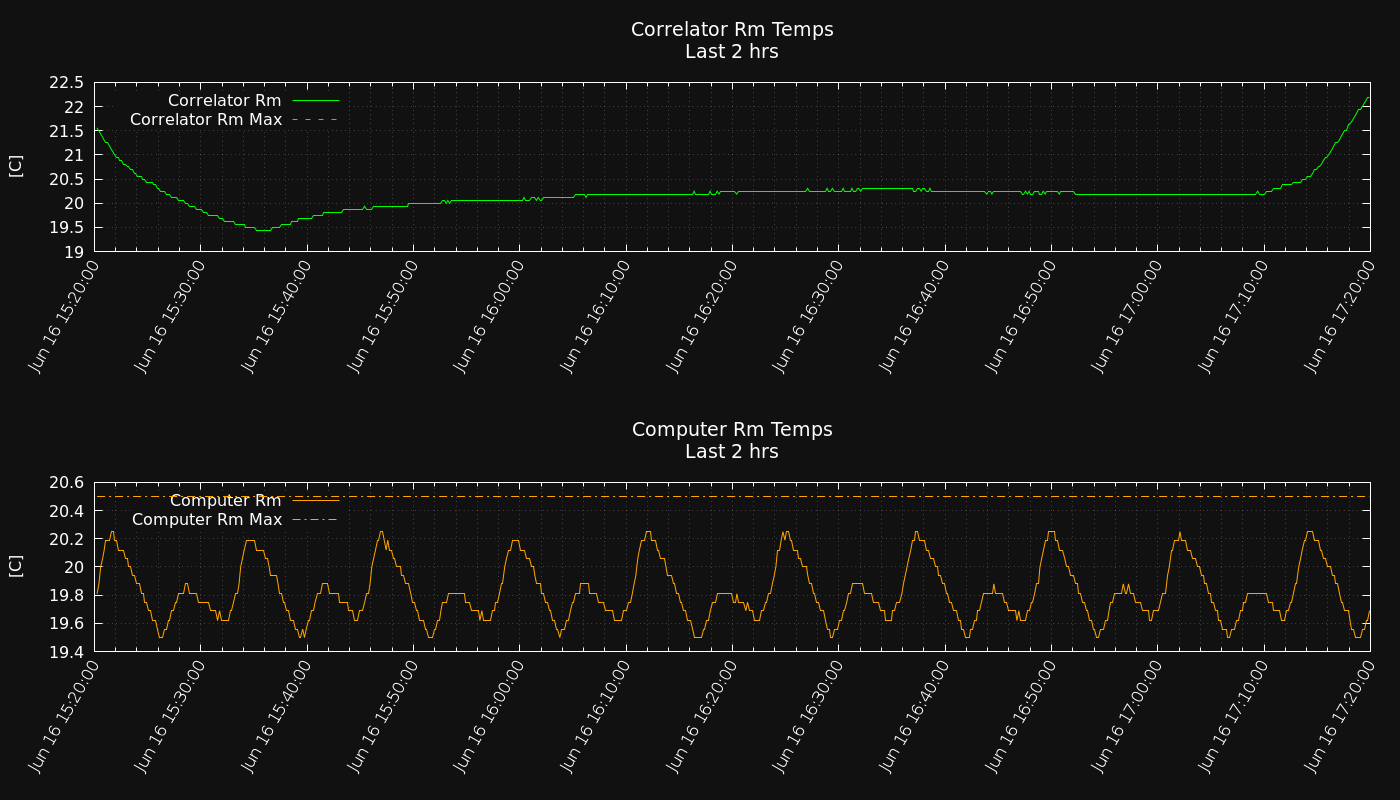 Correlator Rm Temps
Last 2 hrs
22.5
22
21.5
21
20.5
20
19.5
19
[C]
Correlator Rm
Correlator Rm Max
Jun 16 15:20:00
Jun 16 15:30:00
Jun 16 15:40:00
Jun 16 15:50:00
Jun 16 16:00:00
Jun 16 16:10:00
Jun 16 16:20:00
Jun 16 16:30:00
Jun 16 16:40:00
Jun 16 16:50:00
Jun 16 17:00:00
Jun 16 17:10:00
Jun 16 17:20:00
Computer Rm Temps
Last 2 hrs
20.6
20.4
20.2
20
19.8
19.6
19.4
[C]
Computer Rm
Computer Rm Max
Jun 16 15:20:00
Jun 16 15:30:00
Jun 16 15:40:00
Jun 16 15:50:00
Jun 16 16:00:00
Jun 16 16:10:00
Jun 16 16:20:00
Jun 16 16:30:00
Jun 16 16:40:00
Jun 16 16:50:00
Jun 16 17:00:00
Jun 16 17:10:00
Jun 16 17:20:00